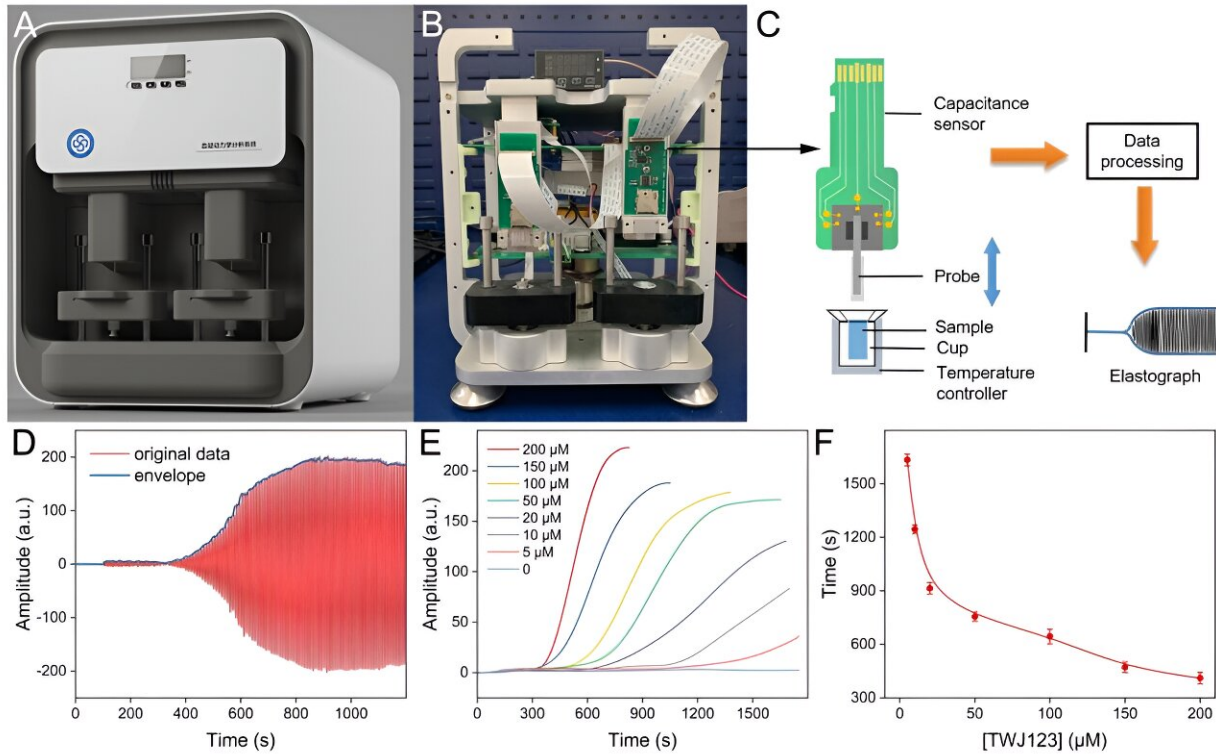 A
B
C
Capacitance
sensor
Data
processing
Probe
Sample
Cup
Temperature
controller
Elastograph
D
original data
envelope
200
100
0
-100
-200
Amplitude (a.u.)
0
200
400
600
800
1000
Time (s)
E
200 µM
150 µM
100 µM
50 µM
20 µM
10 µM
5 µM
0
200
150
100
50
0
Amplitude (a.u.)
0
300
600
900
1200
1500
Time (s)
F
1500
1200
900
600
300
Time (s)
0
50
100
150
200
[TWJ123] (µM)